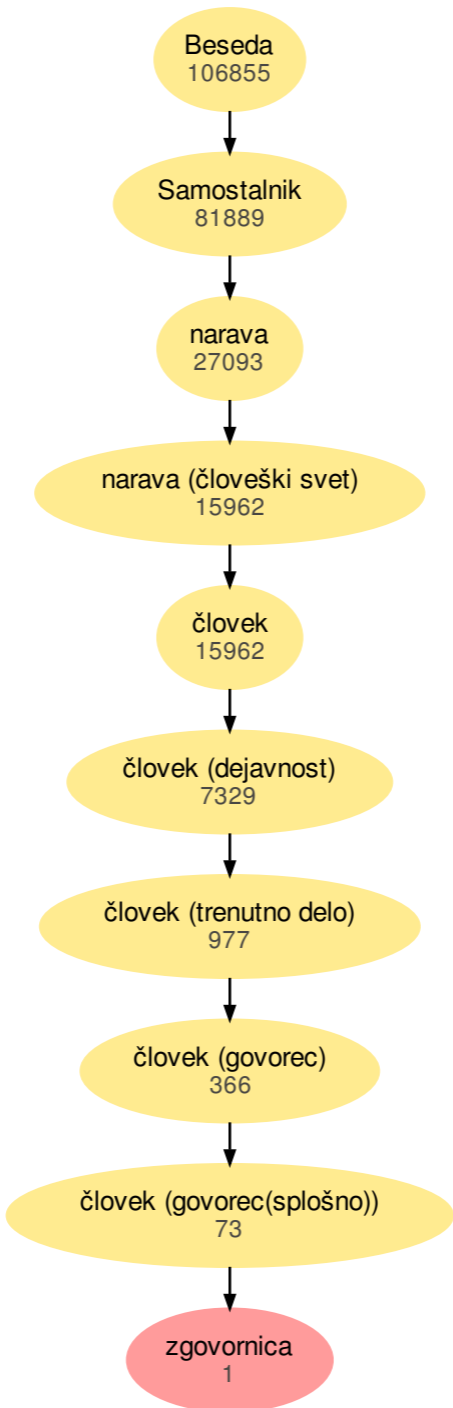 Beseda
106855
Samostalnik
81889
narava
27093
narava (človeški svet)
15962
človek
15962
človek (dejavnost)
7329
človek (trenutno delo)
977
človek (govorec)
366
človek (govorec(splošno))
73
zgovornica
1